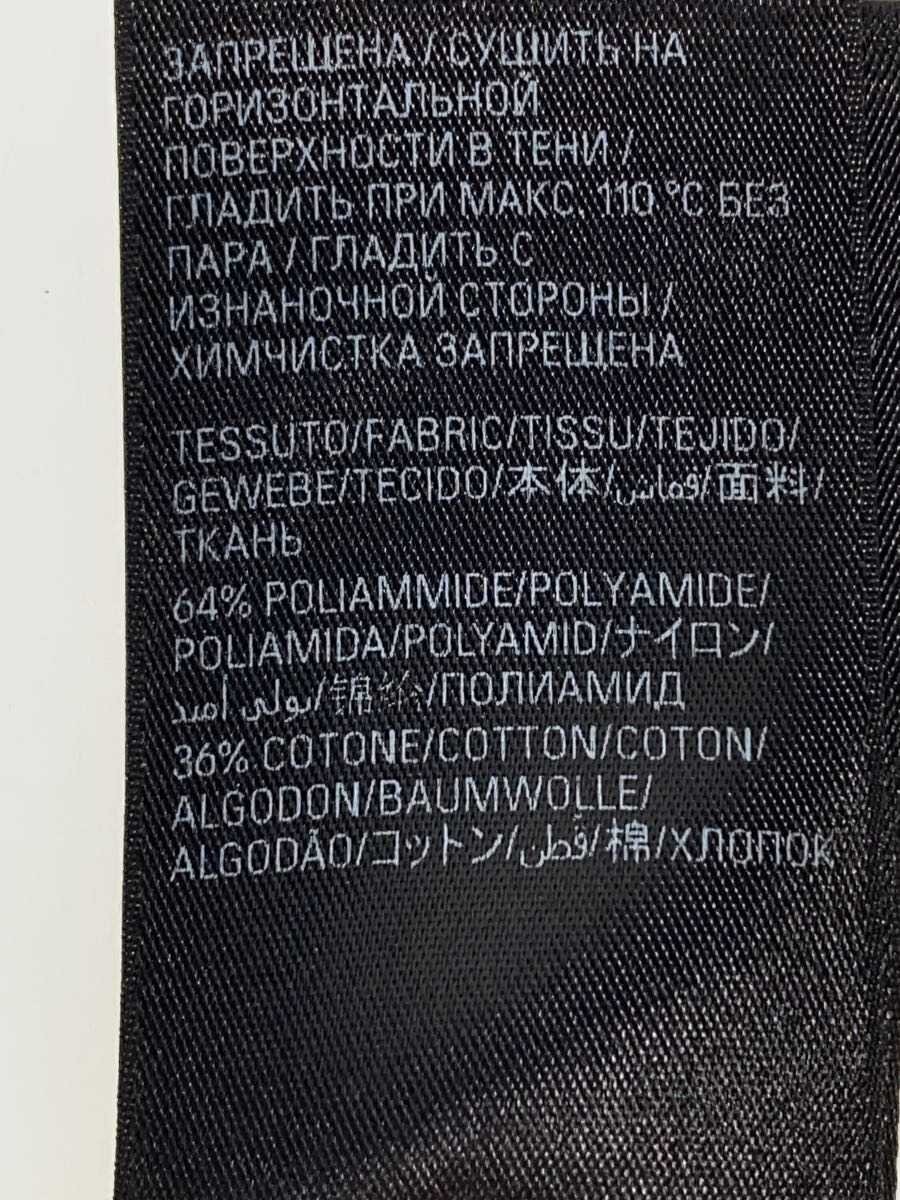 ЗАПРЕЩЕНА / СУШИТЬ НА
ГОРИЗОНТАЛЬНОЙ
ПОВЕРХНОСТИ В ТЕНИ /
ГЛАДИТЬ ПРИ МАКС. 110 °C БЕЗ
ПАРА / ГЛАДИТЬ С
ИЗНАНОЧНОЙ СТОРОНЫ /
ХИМЧИСТКА ЗАПРЕЩЕНА
TESSUTO/FABRIC/TISSU/TEJIDO/
GEWEBE/TECIDO/本体/قماش/面料/
ТКАНЬ
64% POLIAMMIDE/POLYAMIDE/
POLIAMIDA/POLYAMID/ナイロン/
بولي أميد/锦纶/ПОЛИАМИД
36% COTONE/COTTON/COTON/
ALGODON/BAUMWOLLE/
ALGODÃO/コットン/قطن/棉/ХЛОПОК